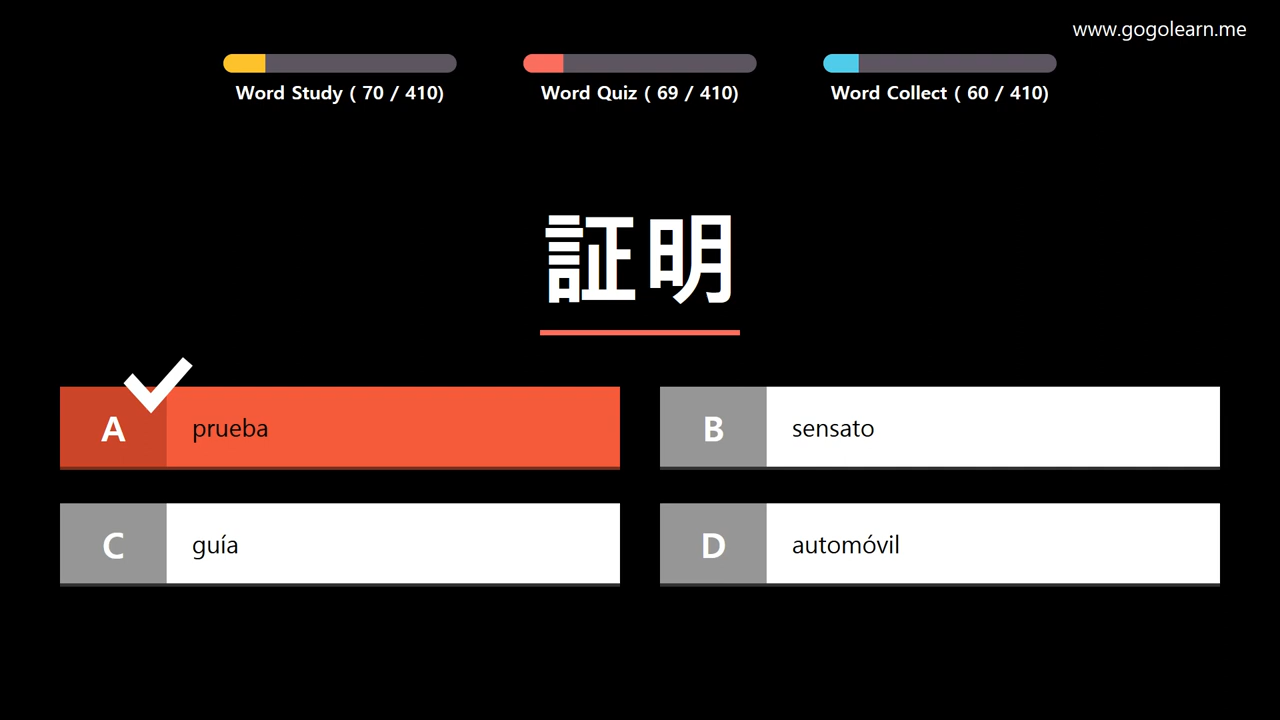 www.gogolearn.me
Word Study ( 70 / 410)
Word Quiz ( 69 / 410)
Word Collect ( 60 / 410)
証明
A prueba
B sensato
C guía
D automóvil